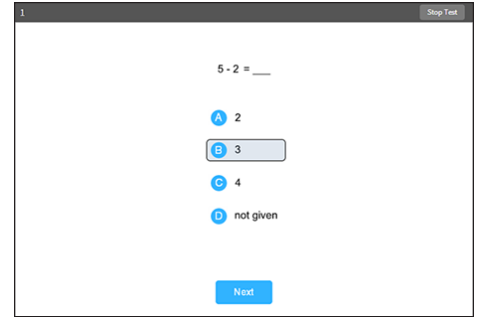 1 Stop Test
5 - 2 = ___
A 2
B 3
C 4
D not given
Next